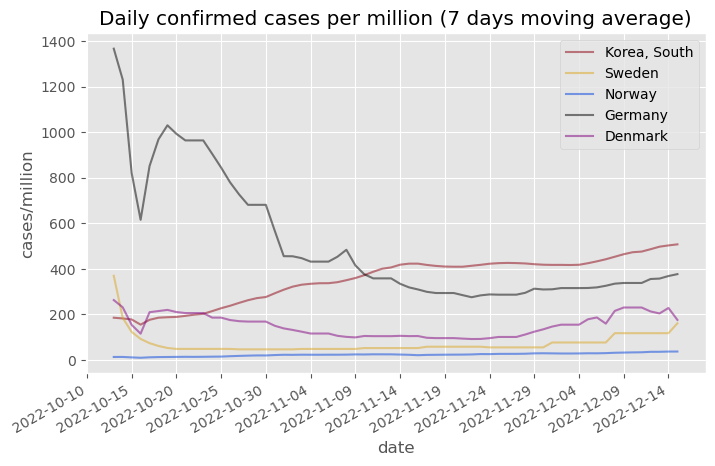 Daily confirmed cases per million (7 days moving average)
1400
1200
1000
800
600
400
200
0
cases/million
Korea, South
Sweden
Norway
Germany
Denmark
2022-10-10
2022-10-15
2022-10-20
2022-10-25
2022-10-30
2022-11-04
2022-11-09
2022-11-14
2022-11-19
2022-11-24
2022-11-29
2022-12-04
2022-12-09
2022-12-14
date